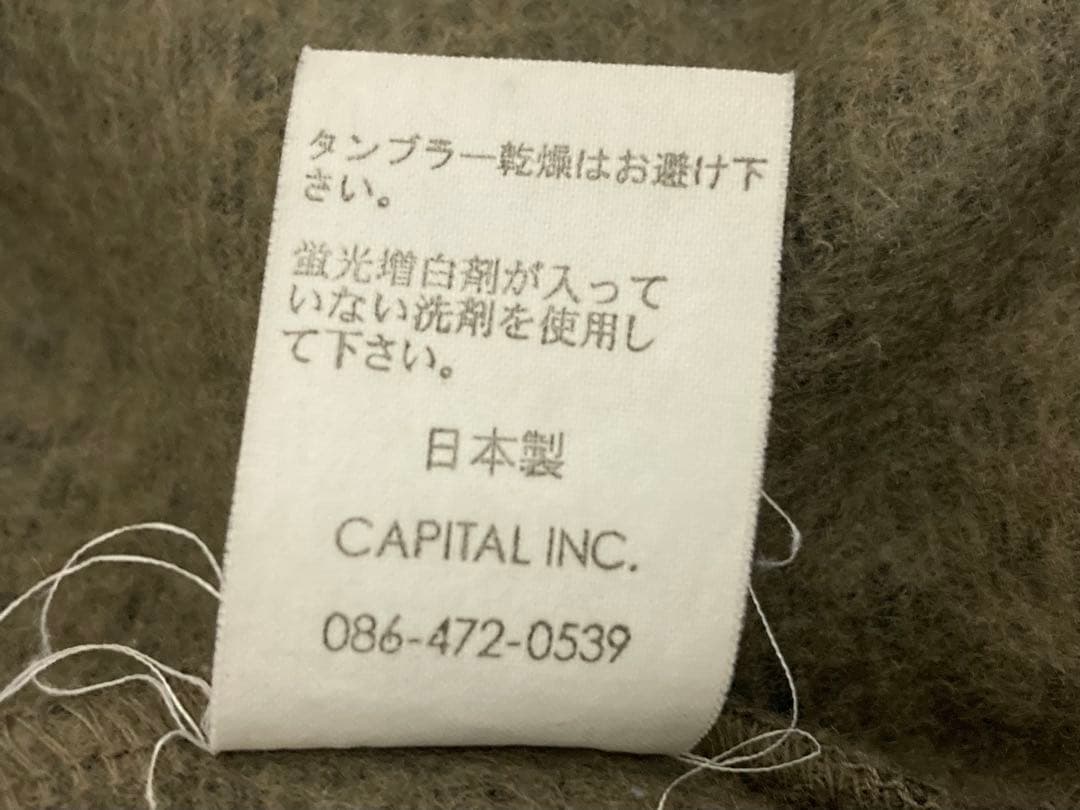 タンブラー乾燥はお避け下
さい。
蛍光増白剤が入って
いない洗剤を使用し
て下さい。
日本製
CAPITAL INC.
086-472-0539